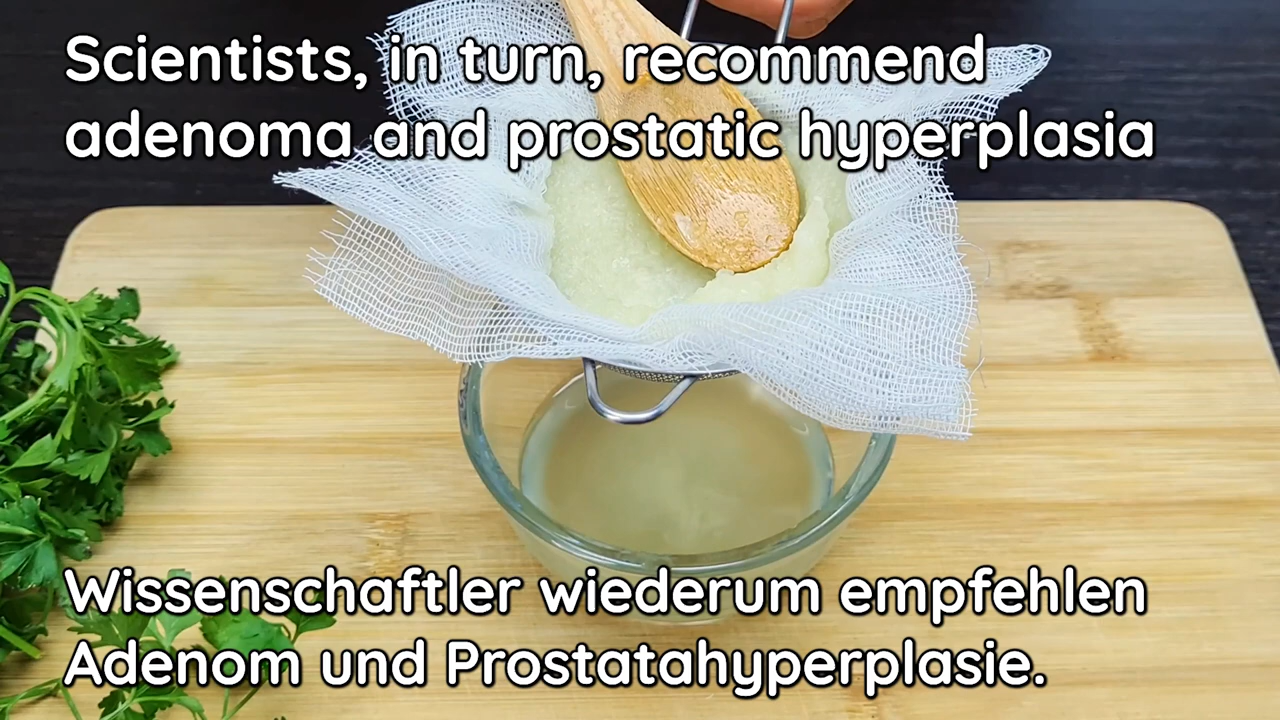 Scientists, in turn, recommend
adenoma and prostatic hyperplasia
Wissenschaftler wiederum empfehlen
Adenom und Prostatahyperplasie.